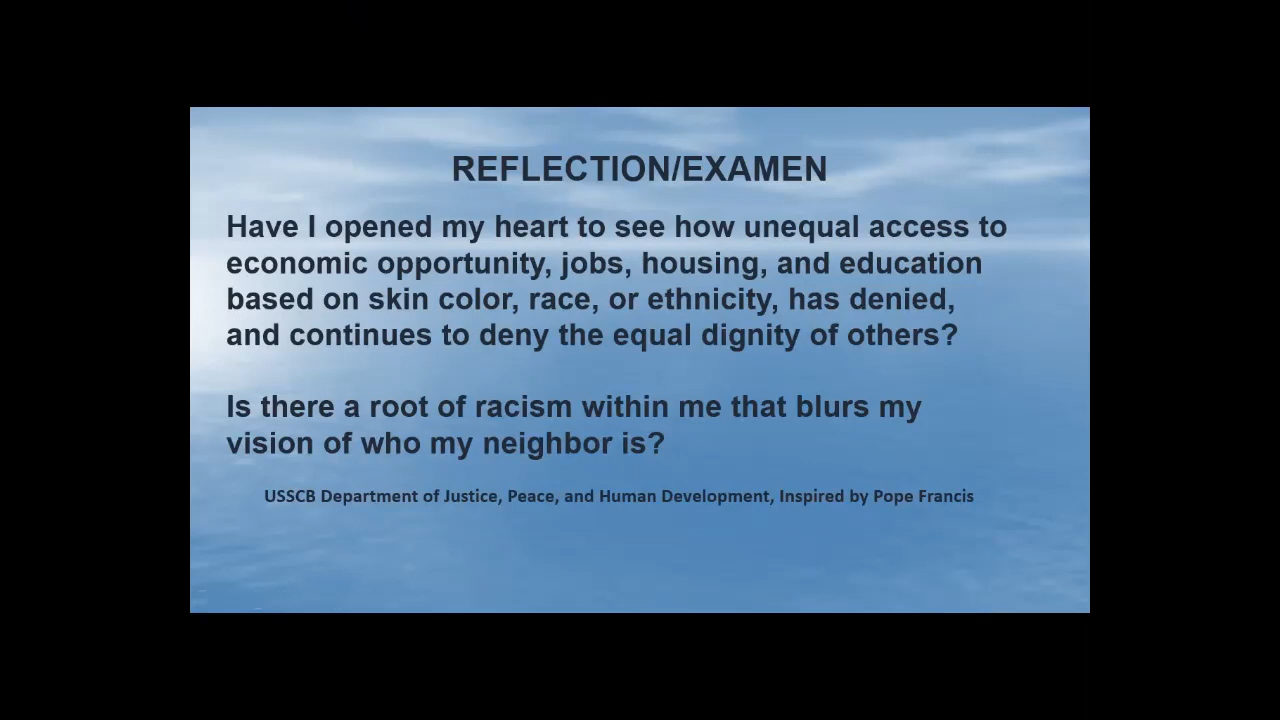 REFLECTION/EXAMEN
Have I opened my heart to see how unequal access to
economic opportunity, jobs, housing, and education
based on skin color, race, or ethnicity, has denied,
and continues to deny the equal dignity of others?
Is there a root of racism within me that blurs my
vision of who my neighbor is?
USSCB Department of Justice, Peace, and Human Development, Inspired by Pope Francis